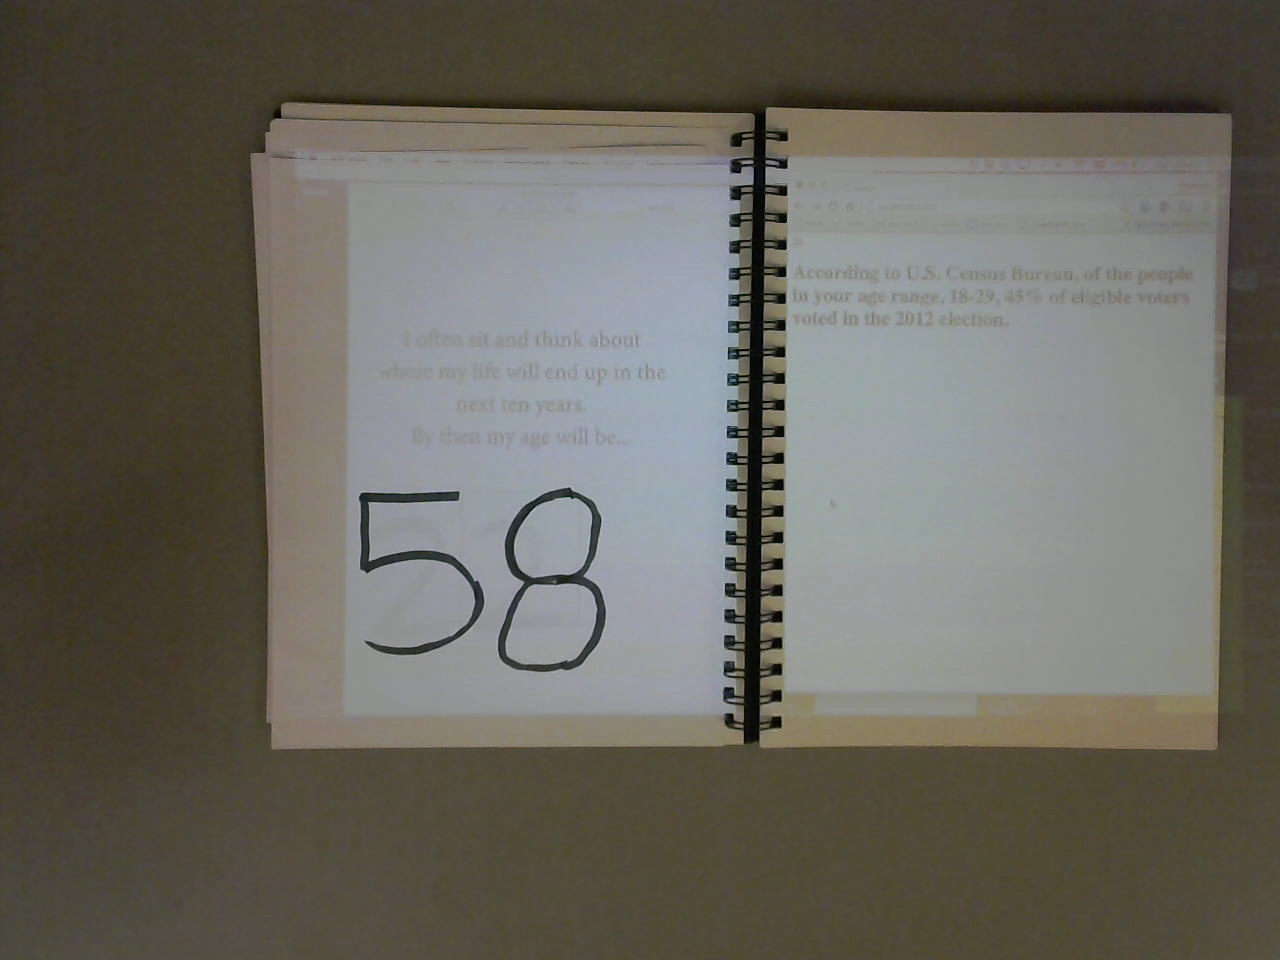 I often sit and think about
where my life will end up in the
next ten years.
By then my age will be...
58
According to U.S. Census Bureau, of the people
in your age range, 18-29, 45% of eligible voters
voted in the 2012 election.